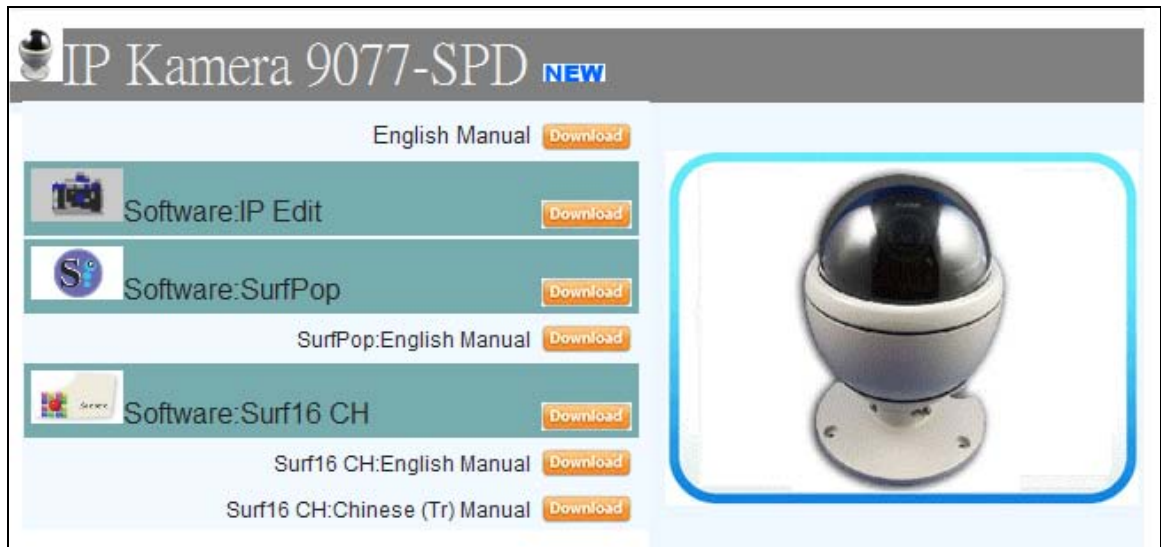 IP Kamera 9077-SPD NEW
English Manual Download
Software:IP Edit Download
Software:SurfPop Download
SurfPop:English Manual Download
Software:Surf16 CH Download
Surf16 CH:English Manual Download
Surf16 CH:Chinese (Tr) Manual Download